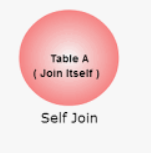 Table A
( Join Itself )
Self Join